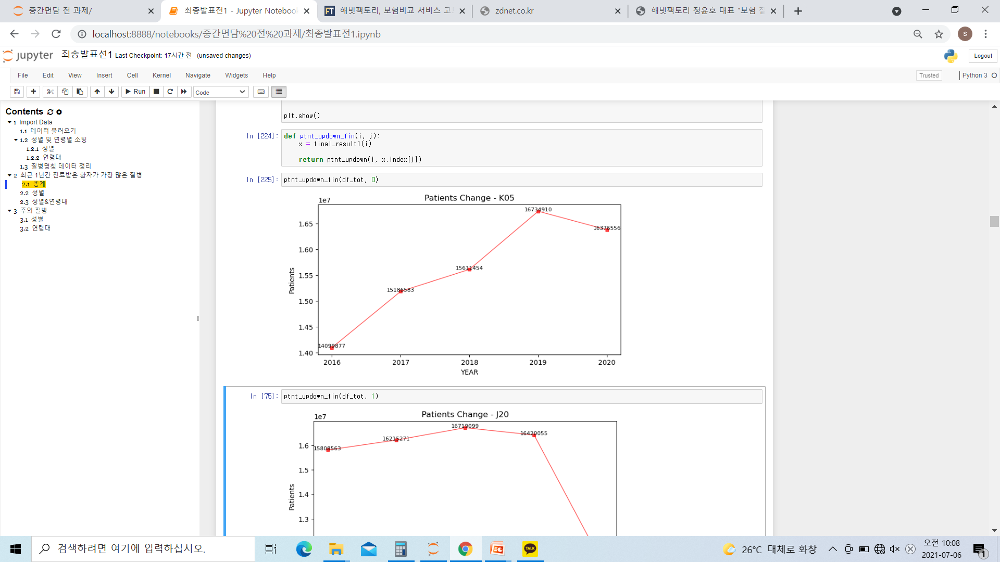 중간면담 전 과제/
최종발표전1 - Jupyter Notebook
해빗팩토리, 보험비교 서비스 고
zdnet.co.kr
해빗팩토리 정윤호 대표 "보험 잘
localhost:8888/notebooks/중간면담%20전%20과제/최종발표전1.ipynb
S
jupyter 최종발표전1 Last Checkpoint: 17시간 전 (unsaved changes)
Logout
File Edit View Insert Cell Kernel Navigate Widgets Help
Trusted
Python 3
Run
Code
Contents
1 Import Data
1.1 데이터 불러오기
1.2 성별 및 연령별 소팅
1.2.1 성별
1.2.2 연령대
1.3 질병명칭 데이터 정리
2 최근 1년간 진료받은 환자가 가장 많은 질병
2.1 총계
2.2 성별
2.3 성별&연령대
3 주의 질병
3.1 성별
3.2 연령대
plt.show()
In [224]: def ptnt_updown_fin(i, j):
x = final_result1(i)
return ptnt_updown(i, x.index[j])
In [225]: ptnt_updown_fin(df_tot, 0)
Patients Change - K05
1e7
16734910
1.65
16376556
1.60
1.55
15611454
15186583
1.50
1.45
14099877
1.40
Patients
2016 2017 2018 2019 2020
YEAR
In [75]: ptnt_updown_fin(df_tot, 1)
Patients Change - J20
1e7
16719099
16420055
16215271
15808563
1.6
1.5
1.4
1.3
Patients
검색하려면 여기에 입력하십시오.
TALK
26°C 대체로 화창
오전 10:08
2021-07-06
1